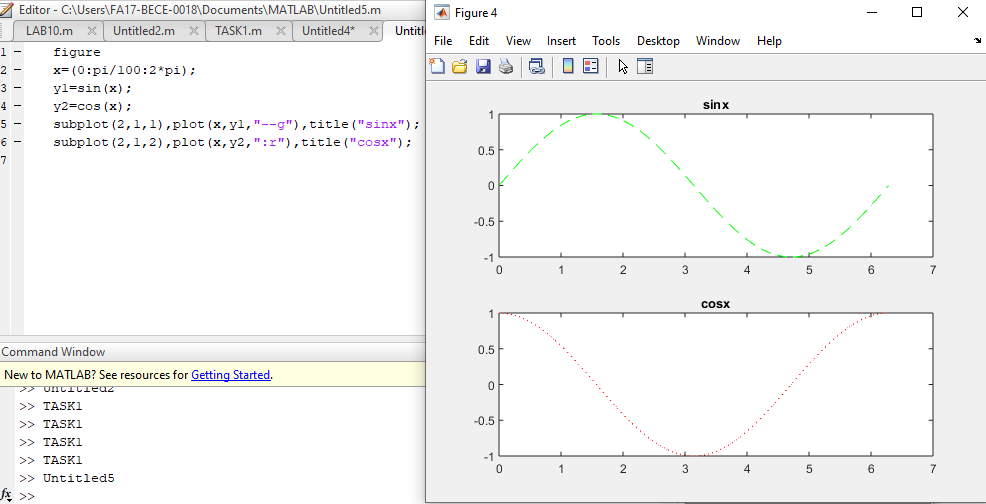 Editor - C:\Users\FA17-BECE-0018\Documents\MATLAB\Untitled5.m
LAB10.m Untitled2.m TASK1.m Untitled4*
1 - figure
2 - x=(0:pi/100:2*pi);
3 - y1=sin(x);
4 - y2=cos(x);
5 - subplot(2,1,1),plot(x,y1,"--g"),title("sinx");
6 - subplot(2,1,2),plot(x,y2,":r"),title("cosx");
7
Command Window
New to MATLAB? See resources for Getting Started.
>> Untitled2
>> TASK1
>> TASK1
>> TASK1
>> TASK1
>> Untitled5
fx >>
Figure 4
File Edit View Insert Tools Desktop Window Help
sinx
1
0.5
0
-0.5
-1
0 1 2 3 4 5 6 7
cosx
1
0.5
0
-0.5
-1
0 1 2 3 4 5 6 7